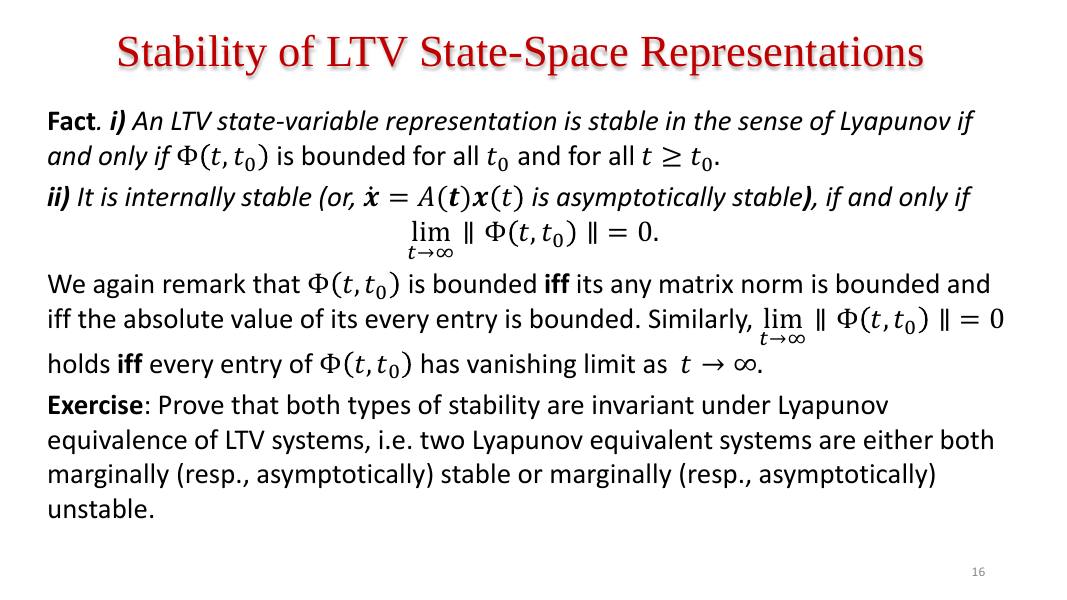 Stability of LTV State-Space Representations
Fact. i) An LTV state-variable representation is stable in the sense of Lyapunov if
and only if Φ(t, t₀) is bounded for all t₀ and for all t ≥ t₀.
ii) It is internally stable (or, ẋ = A(t)x(t) is asymptotically stable), if and only if
lim t→∞ ‖ Φ(t, t₀) ‖ = 0.
We again remark that Φ(t, t₀) is bounded iff its any matrix norm is bounded and
iff the absolute value of its every entry is bounded. Similarly, lim t→∞ ‖ Φ(t, t₀) ‖ = 0
holds iff every entry of Φ(t, t₀) has vanishing limit as t → ∞.
Exercise: Prove that both types of stability are invariant under Lyapunov
equivalence of LTV systems, i.e. two Lyapunov equivalent systems are either both
marginally (resp., asymptotically) stable or marginally (resp., asymptotically)
unstable.
16